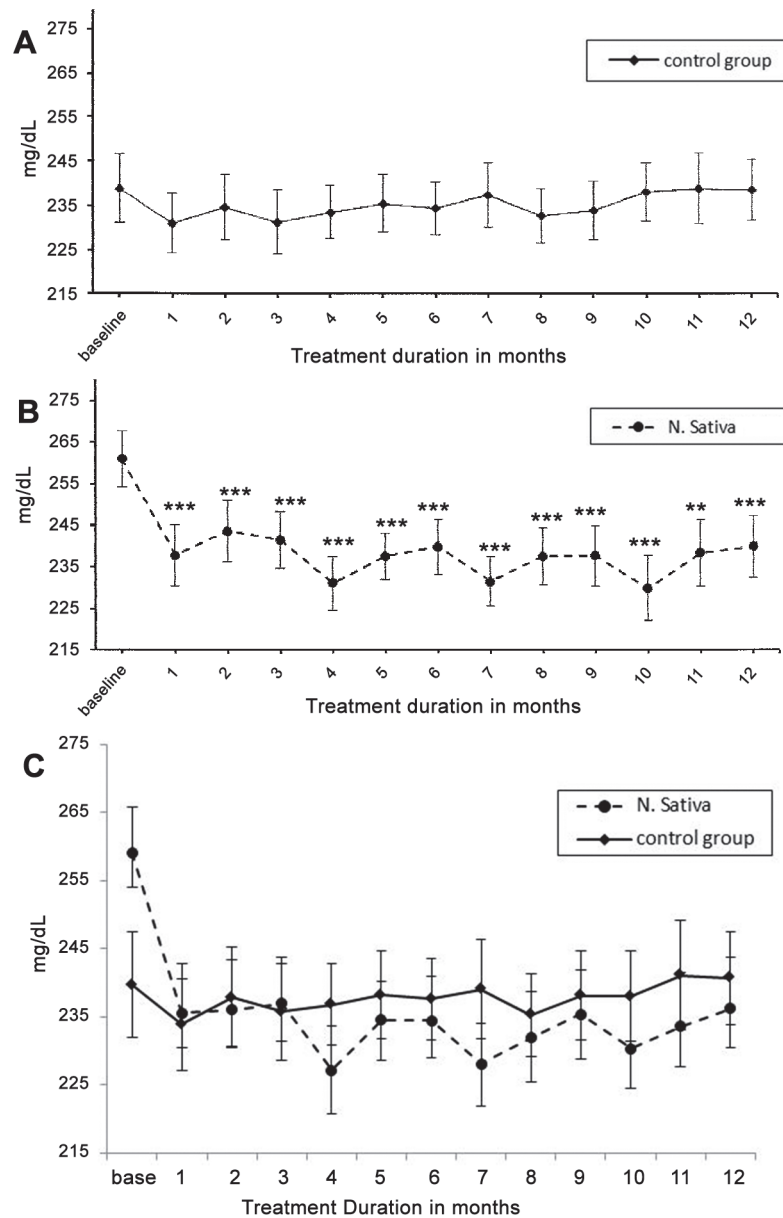 A
mg/dL
275
265
255
245
235
225
215
control group
baseline 1 2 3 4 5 6 7 8 9 10 11 12
Treatment duration in months
B
mg/dL
275
265
255
245
235
225
215
N. Sativa
*** *** *** *** *** *** *** *** *** *** ** ***
baseline 1 2 3 4 5 6 7 8 9 10 11 12
Treatment duration in months
C
mg/dL
275
265
255
245
235
225
215
N. Sativa
control group
base 1 2 3 4 5 6 7 8 9 10 11 12
Treatment Duration in months